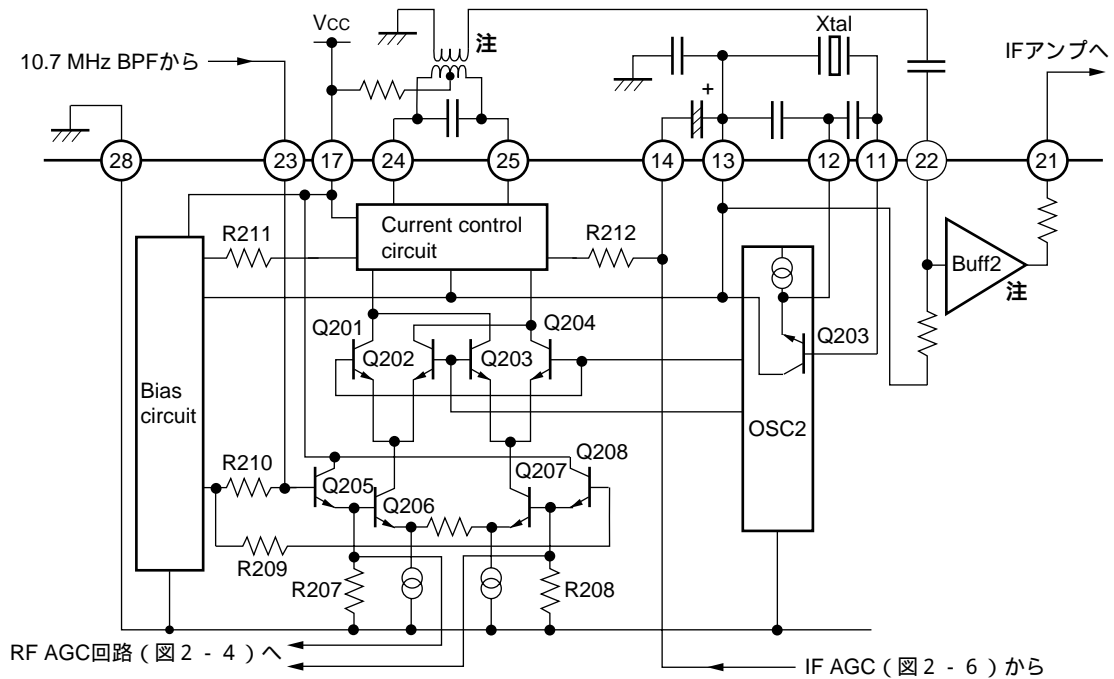 Vcc
注
Xtal
10.7 MHz BPFから
IFアンプへ
+
28
23
17
24
25
14
13
12
11
22
21
R211
Current control
circuit
R212
Buff2
注
Q201
Q204
Q202
Q203
Q203
Bias
circuit
OSC2
R210
Q205
Q206
Q207
Q208
R209
R207
R208
RF AGC回路（図2-4）へ
IF AGC（図2-6）から